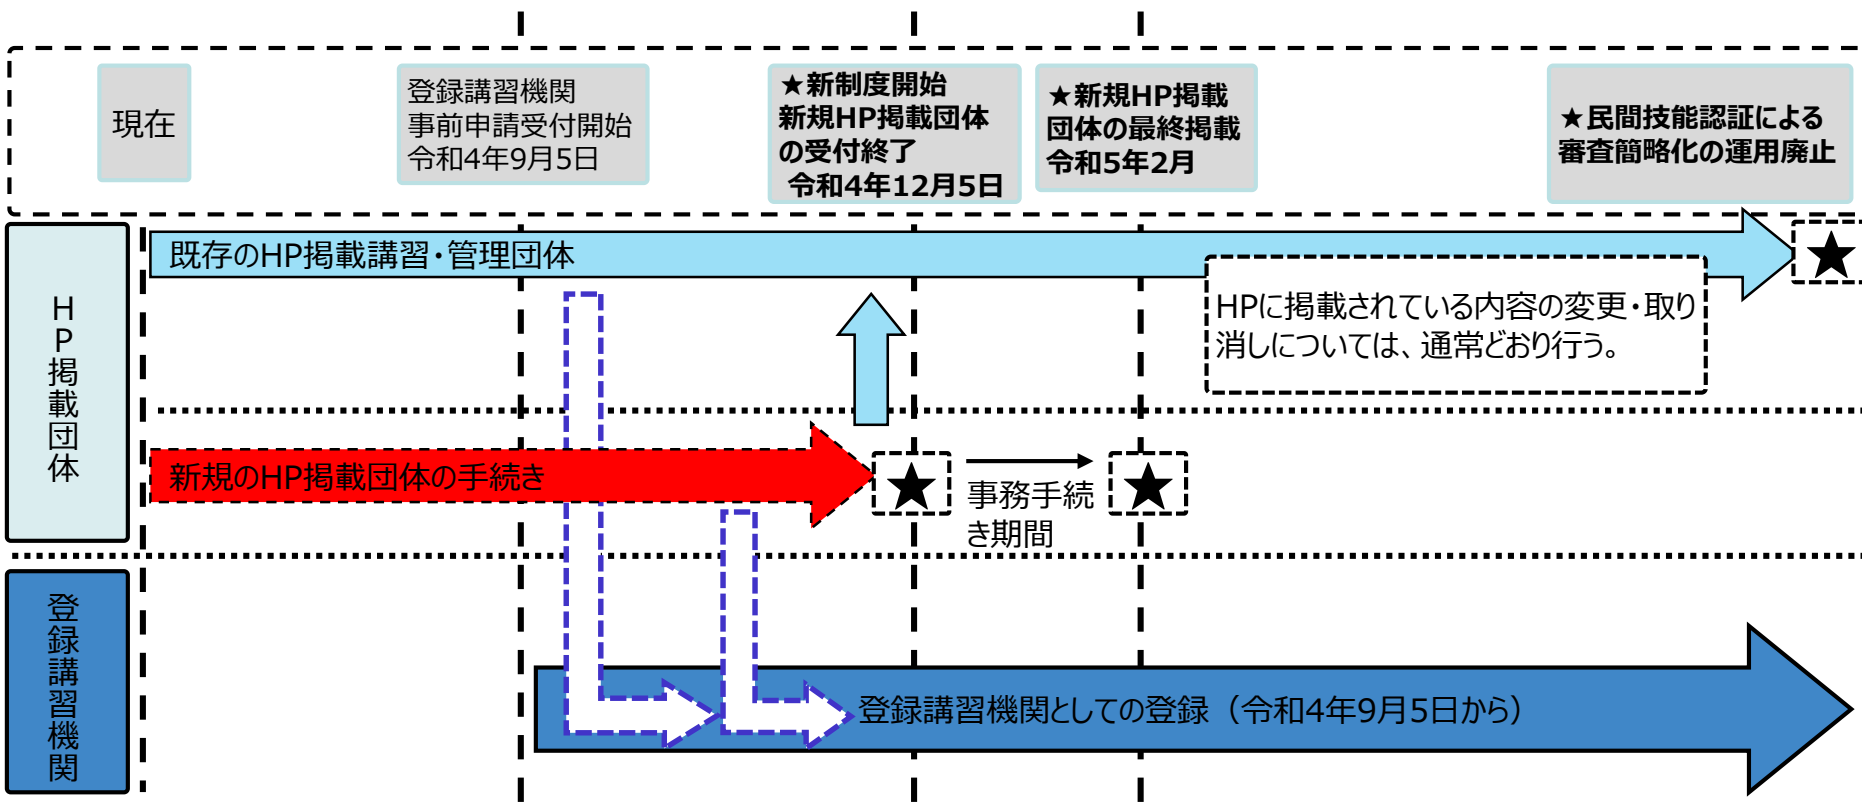 現在
登録講習機関
事前申請受付開始
令和4年9月5日
★新制度開始
新規HP掲載団体
の受付終了
令和4年12月5日
★新規HP掲載
団体の最終掲載
令和5年2月
★民間技能認証による
審査簡略化の運用廃止
HP掲載団体
既存のHP掲載講習・管理団体
★
HPに掲載されている内容の変更・取り
消しについては、通常どおり行う。
新規のHP掲載団体の手続き
★
事務手続
き期間
★
登録講習機関
登録講習機関としての登録（令和4年9月5日から）